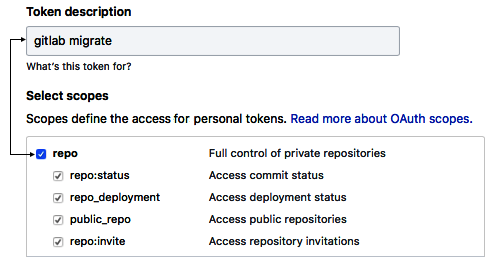 Token description
gitlab migrate
What's this token for?
Select scopes
Scopes define the access for personal tokens. Read more about OAuth scopes.
repo Full control of private repositories
repo:status Access commit status
repo_deployment Access deployment status
public_repo Access public repositories
repo:invite Access repository invitations